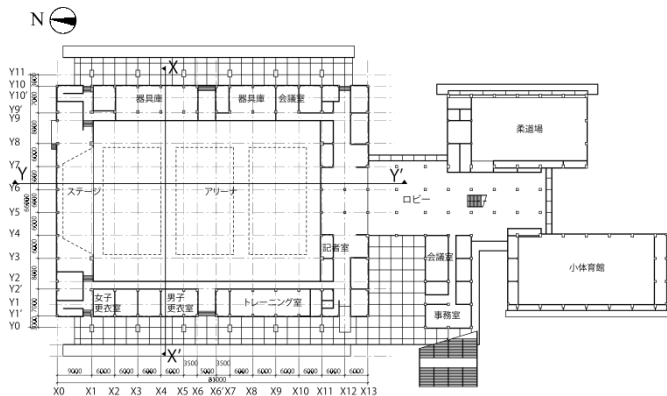 N
X
Y11
Y10
Y10'
Y9'
Y9
Y8
Y7
Y6
Y5
Y4
Y3
Y2
Y2'
Y1
Y1'
Y0
器具庫
器具庫
会議室
柔道場
Y
Y'
ステージ
アリーナ
ロビー
記者室
会議室
小体育館
女子
更衣室
男子
更衣室
トレーニング室
事務室
X'
3500
3500
9000 6000 6000 6000 6000 5000 6000 6000 6000 6000 6000 6000
X0 X1 X2 X3 X4 X5 X6 X6' X7 X8 X9 X10 X11 X12 X13